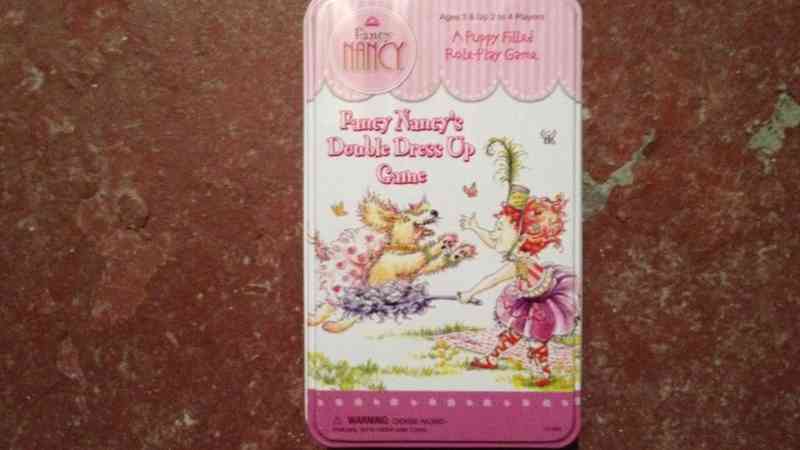 Fancy
NANCY
Ages 3 & Up 2 to 4 Players
A Puppy Filled
Role-Play Game
Fancy Nancy's
Double Dress Up
Game
WARNING: CHOKING HAZARD-